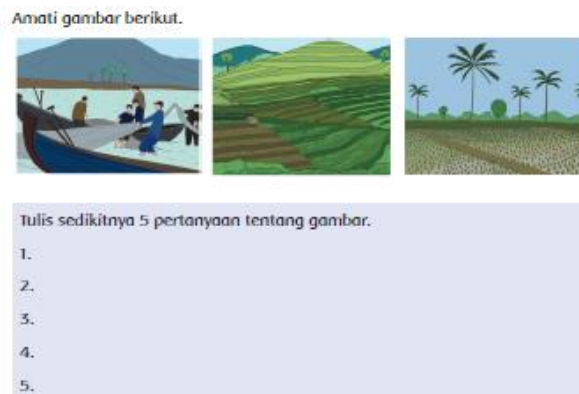 Amati gambar berikut.
Tulis sedikitnya 5 pertanyaan tentang gambar.
1.
2.
3.
4.
5.